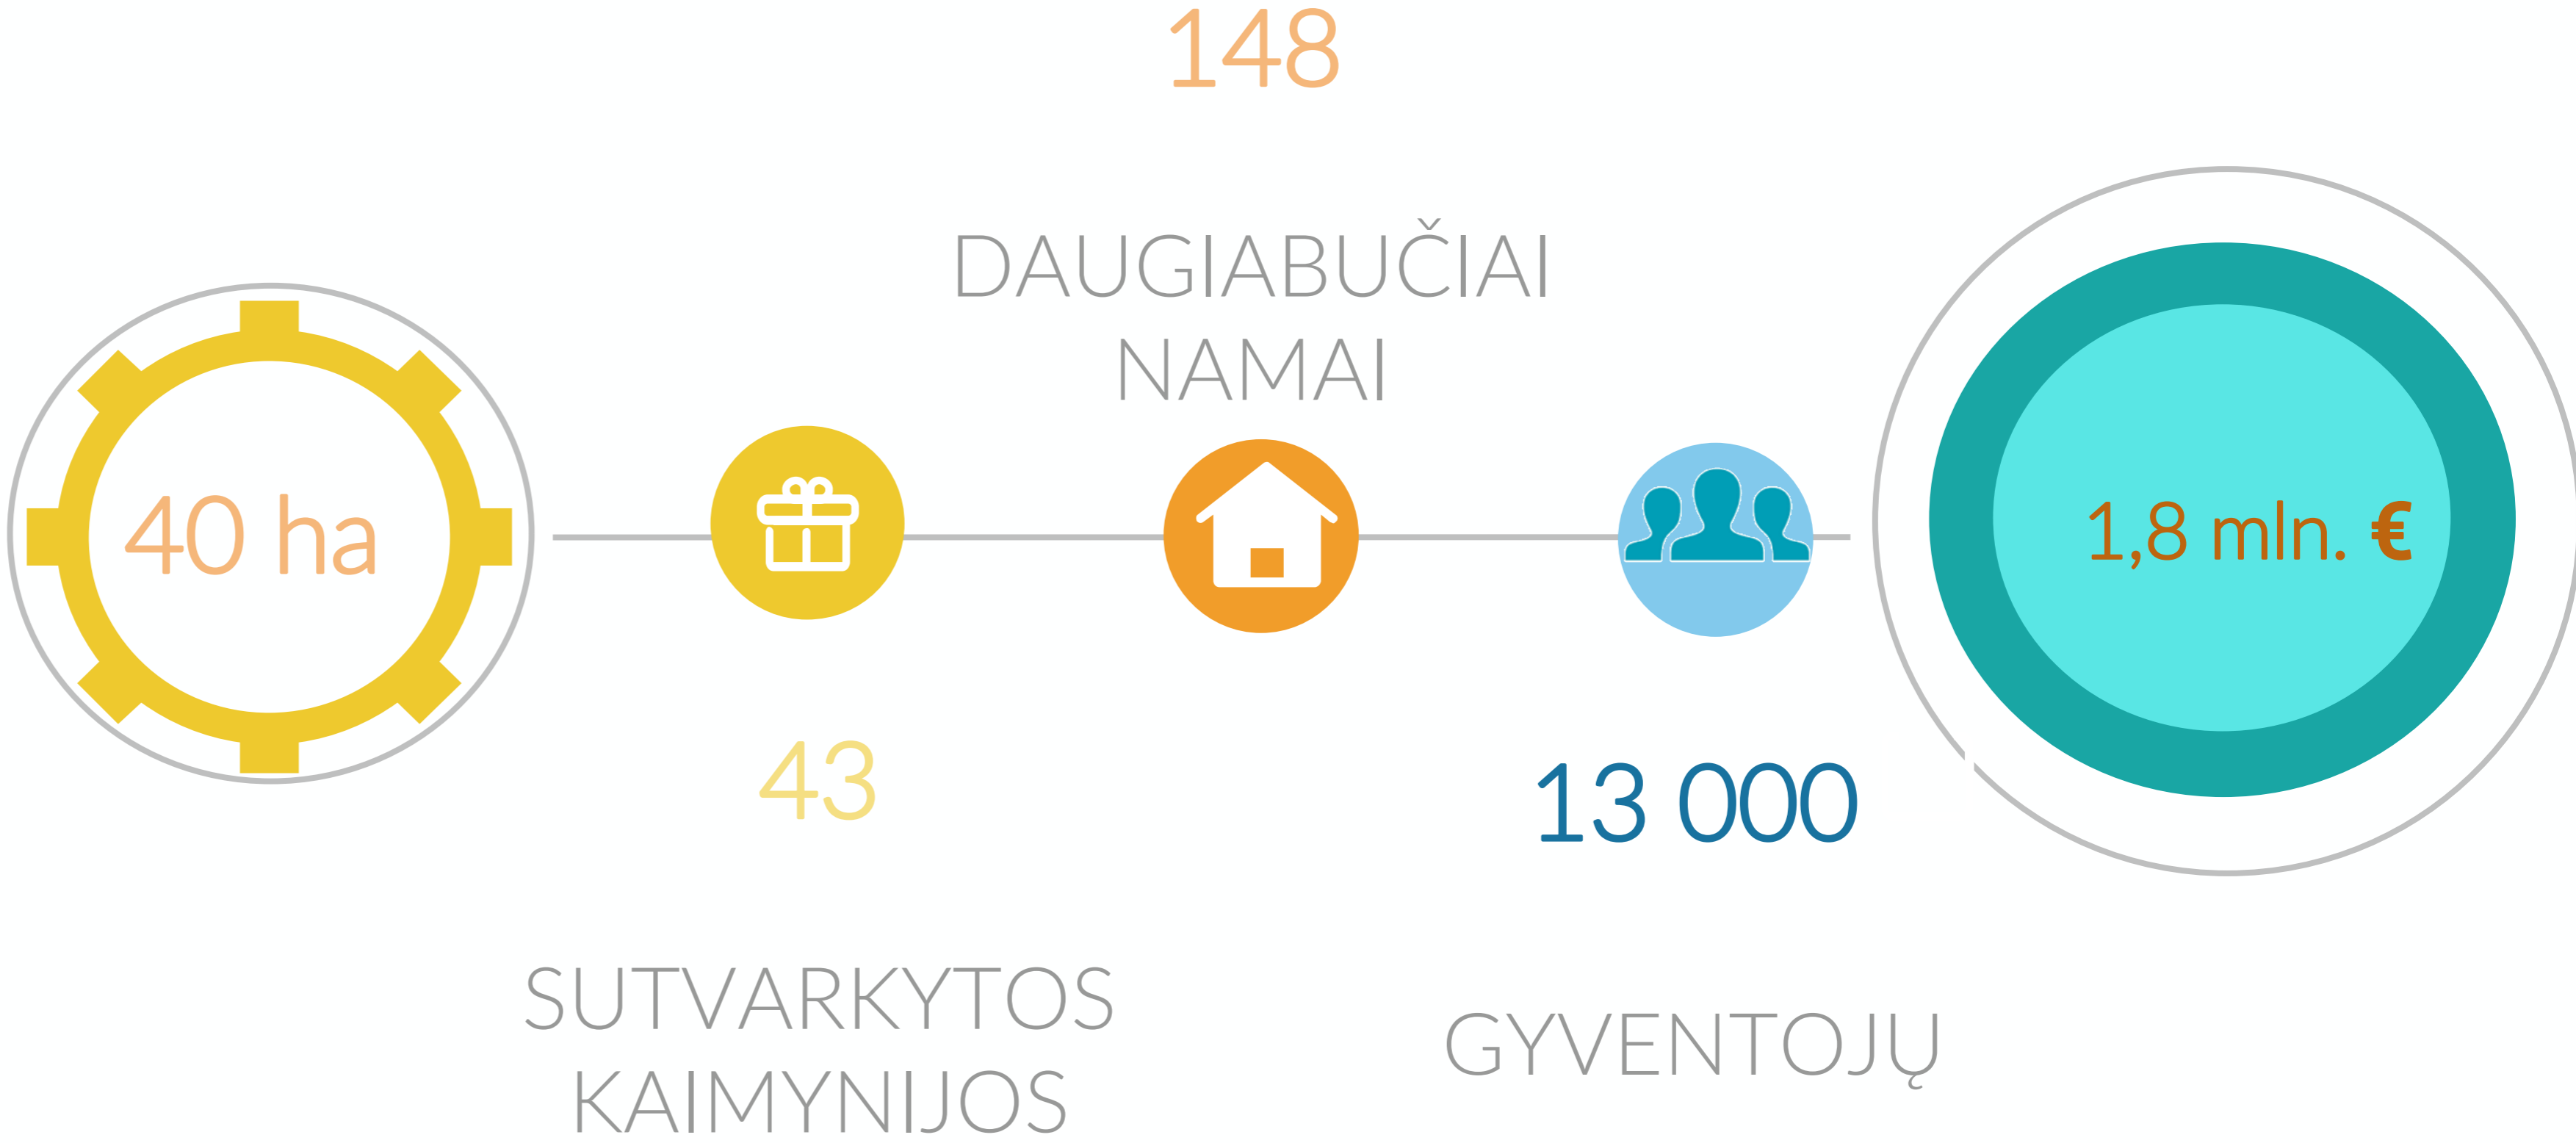 148
DAUGIABUČIAI
NAMAI
40 ha
1,8 mln. €
43
SUTVARKYTOS
KAIMYNIJOS
13 000
GYVENTOJŲ